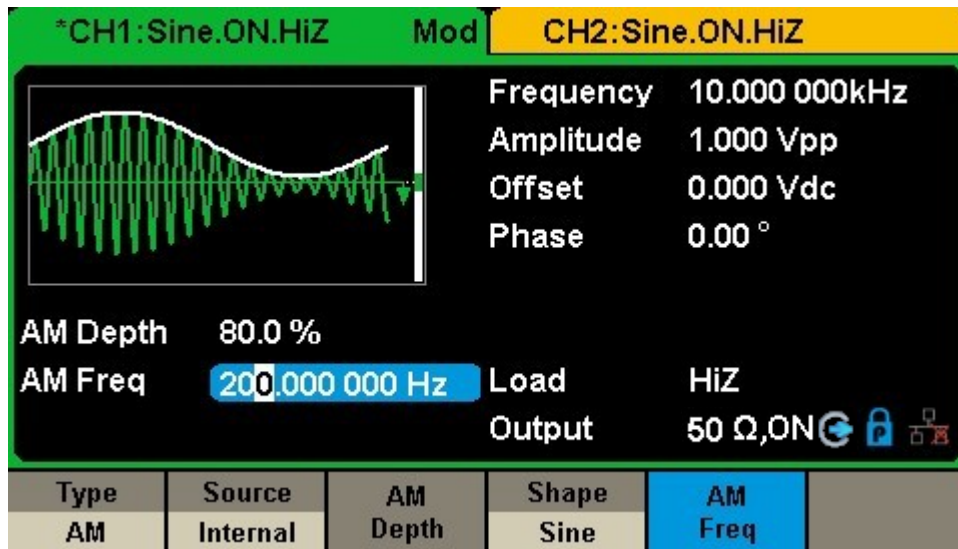 *CH1:Sine.ON.HiZ Mod CH2:Sine.ON.HiZ
Frequency 10.000 000kHz
Amplitude 1.000 Vpp
Offset 0.000 Vdc
Phase 0.00 °
AM Depth 80.0 %
AM Freq 200.000 000 Hz Load HiZ
Output 50 Ω,ON P
Type Source AM Depth Shape AM Freq
AM Internal Sine